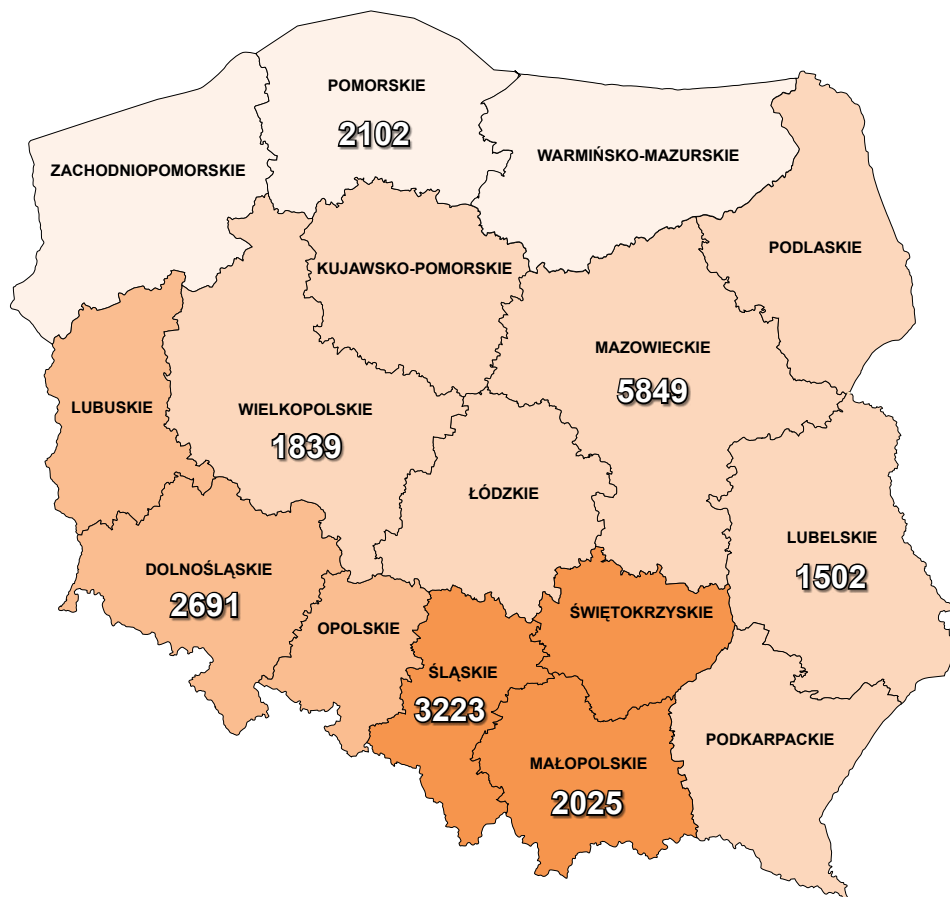 POMORSKIE
2102
WARMIŃSKO-MAZURSKIE
ZACHODNIOPOMORSKIE
PODLASKIE
KUJAWSKO-POMORSKIE
MAZOWIECKIE
5849
LUBUSKIE
WIELKOPOLSKIE
1839
ŁÓDZKIE
LUBELSKIE
1502
DOLNOŚLĄSKIE
2691
ŚWIĘTOKRZYSKIE
OPOLSKIE
ŚLĄSKIE
3223
PODKARPACKIE
MAŁOPOLSKIE
2025